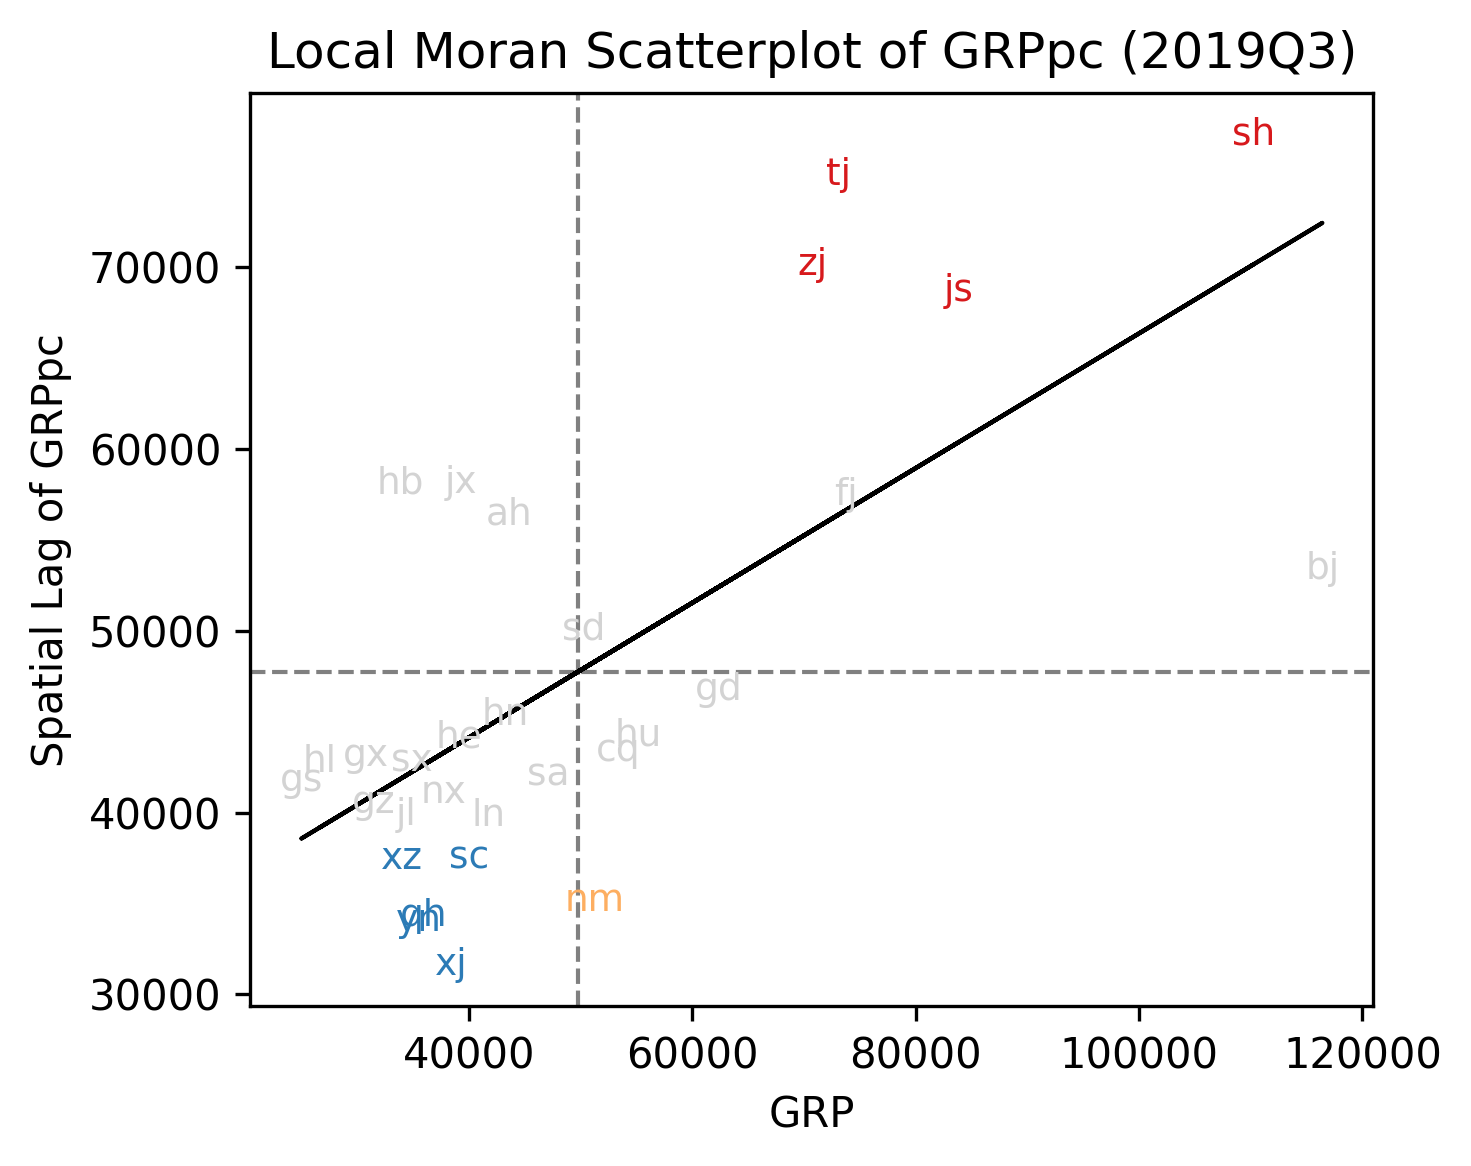 Local Moran Scatterplot of GRPpc (2019Q3)
sh
tj
zj
js
70000
60000
50000
40000
30000
Spatial Lag of GRPpc
hb jx
ah
fj
bj
sd
gd
hn
he
hu
cq
hl
gx
sx
gs
sa
nx
gz
jl
ln
xz
sc
nm
qh
yn
xj
40000 60000 80000 100000 120000
GRP